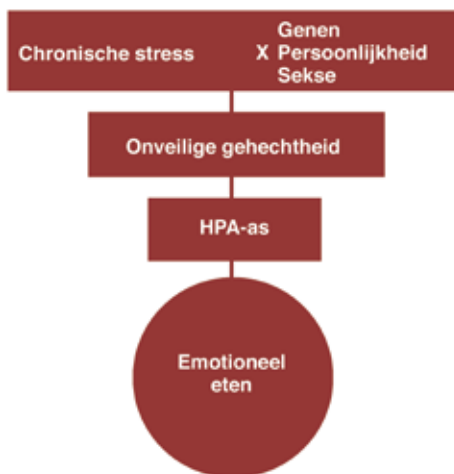 Genen
Chronische stress X Persoonlijkheid
Sekse
Onveilige gehechtheid
HPA-as
Emotioneel
eten